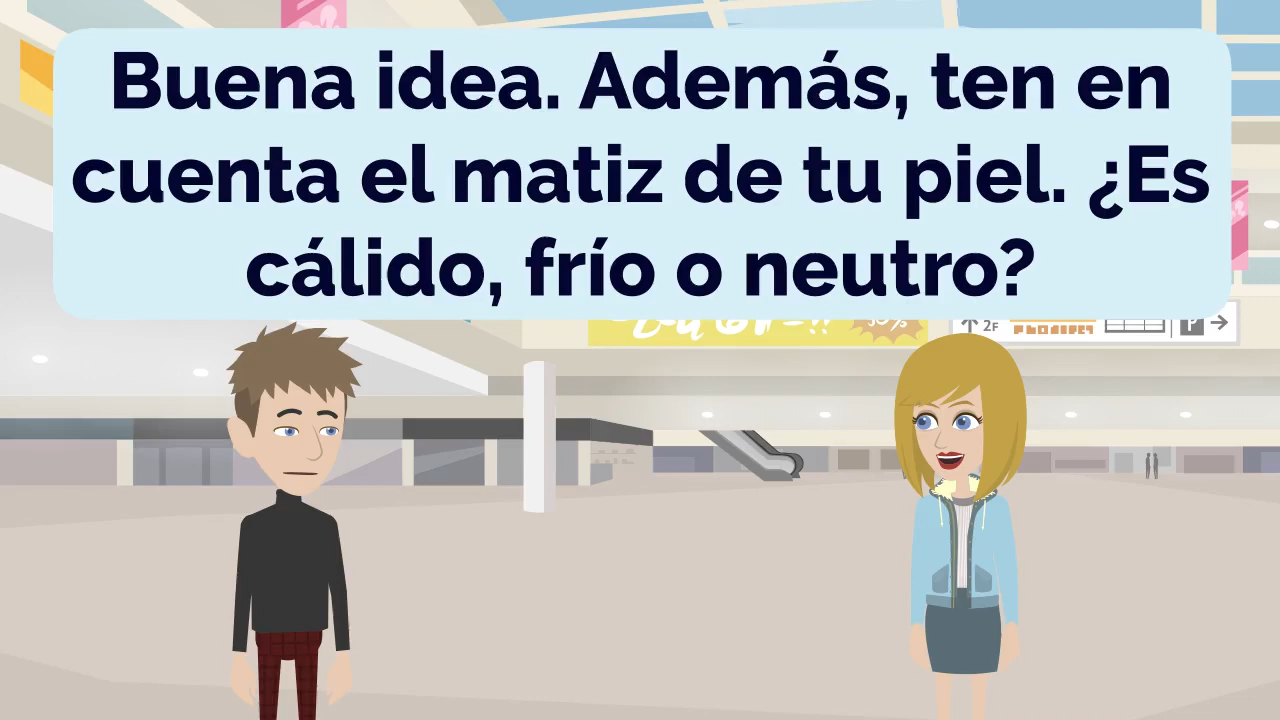 Buena idea. Además, ten en
cuenta el matiz de tu piel. ¿Es
cálido, frío o neutro?
2F
P